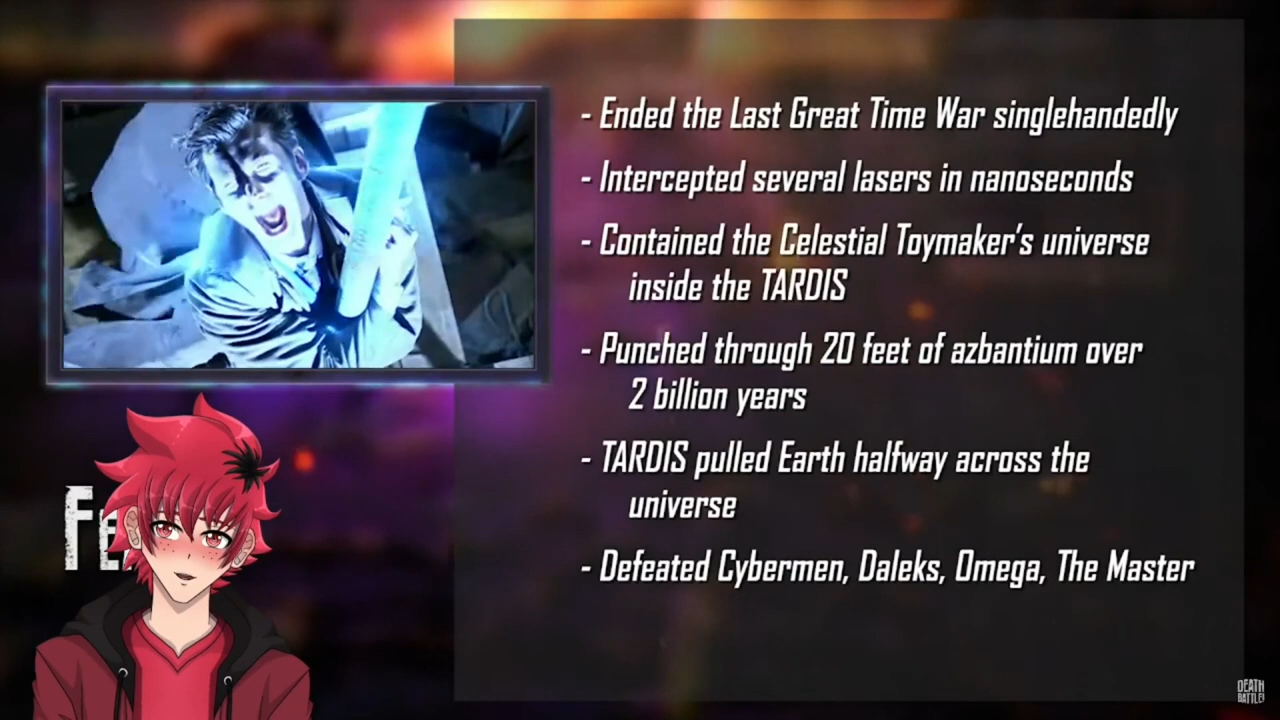 - Ended the Last Great Time War singlehandedly
- Intercepted several lasers in nanoseconds
- Contained the Celestial Toymaker's universe
inside the TARDIS
- Punched through 20 feet of azbantium over
2 billion years
- TARDIS pulled Earth halfway across the
universe
- Defeated Cybermen, Daleks, Omega, The Master
DEATH
BATTLE!